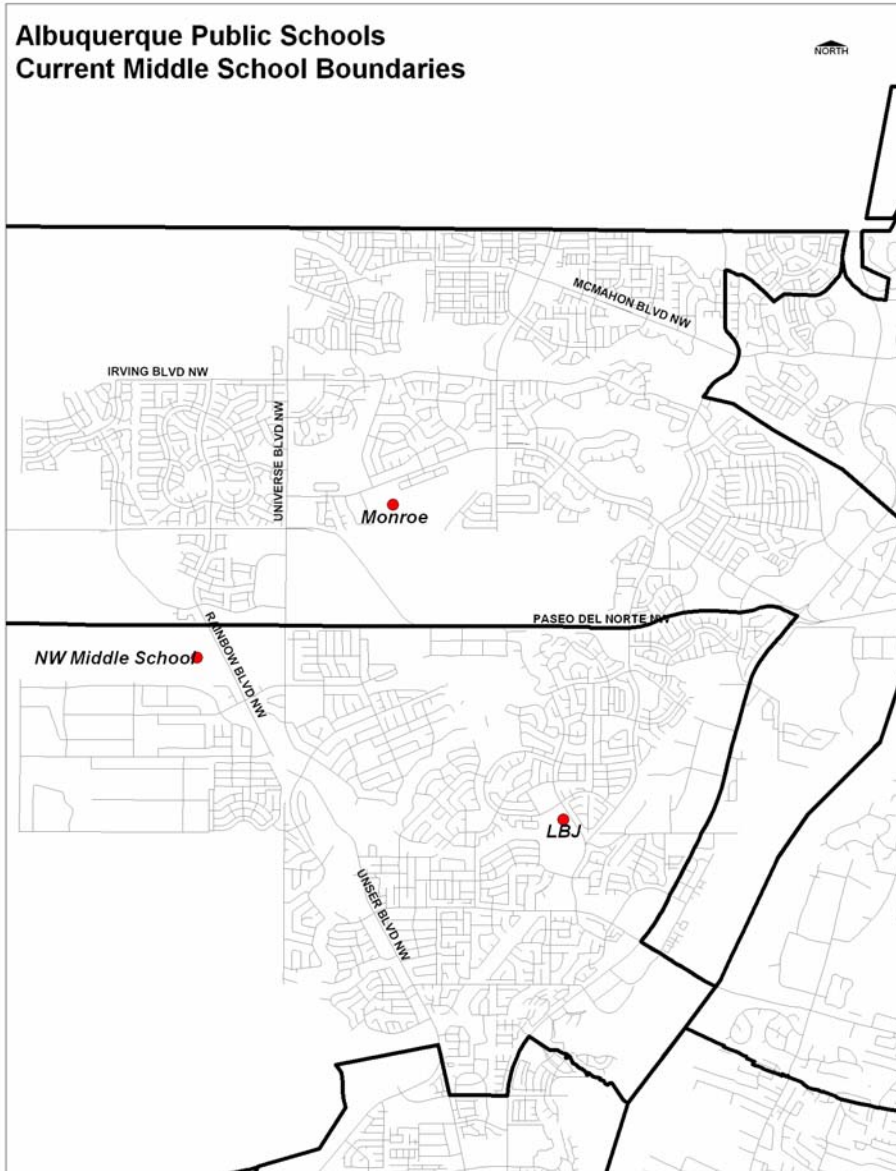 Albuquerque Public Schools
Current Middle School Boundaries
NORTH
MCMAHON BLVD NW
IRVING BLVD NW
UNIVERSE BLVD NW
Monroe
PASEO DEL NORTE NW
RAINBOW BLVD NW
NW Middle School
LBJ
UNSER BLVD NW